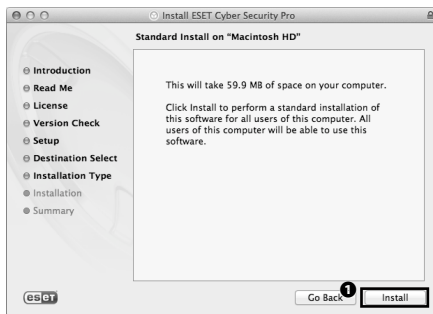 Install ESET Cyber Security Pro
Standard Install on “Macintosh HD”
Introduction
Read Me
License
Version Check
Setup
Destination Select
Installation Type
Installation
Summary
This will take 59.9 MB of space on your computer.
Click Install to perform a standard installation of
this software for all users of this computer. All
users of this computer will be able to use this
software.
eseT
Go Back
1
Install